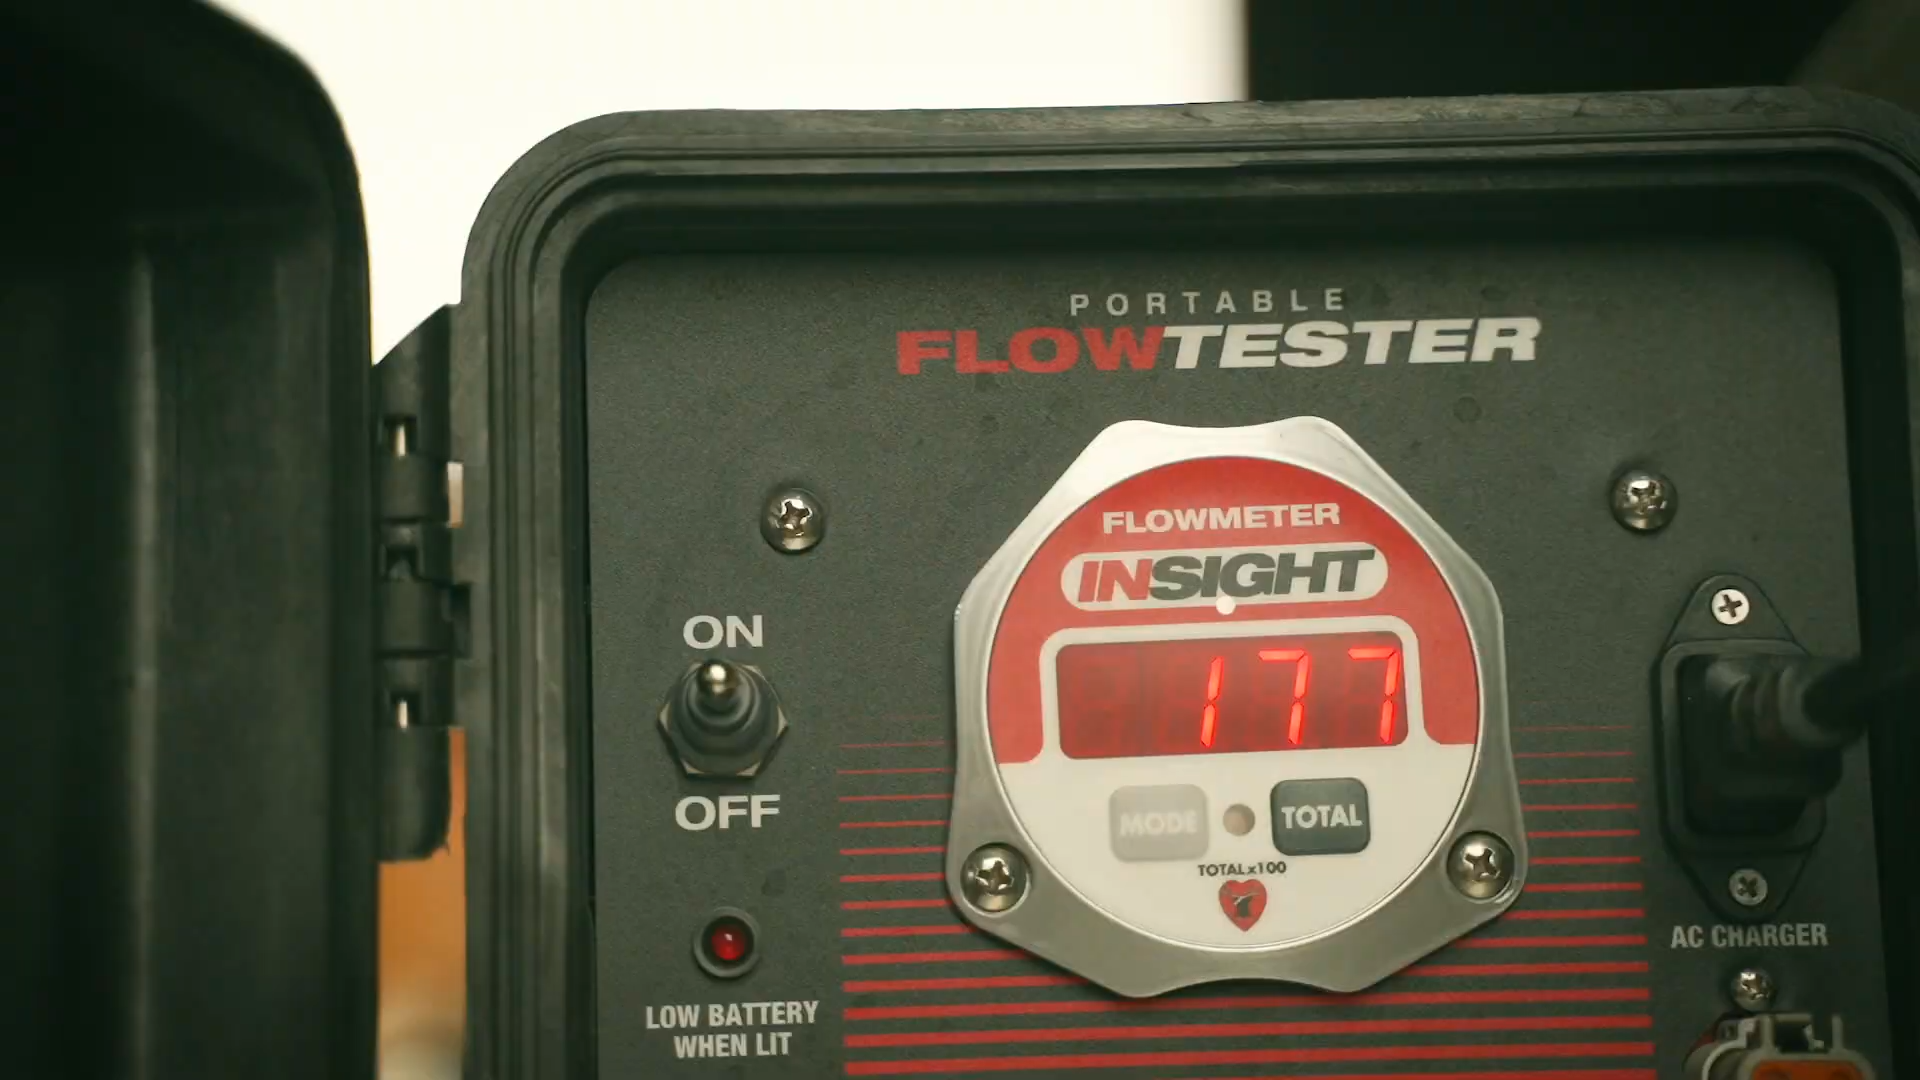 PORTABLE
FLOWTESTER
FLOWMETER
INSIGHT
177
ON
OFF
MODE
TOTAL
TOTALx100
AC CHARGER
LOW BATTERY
WHEN LIT